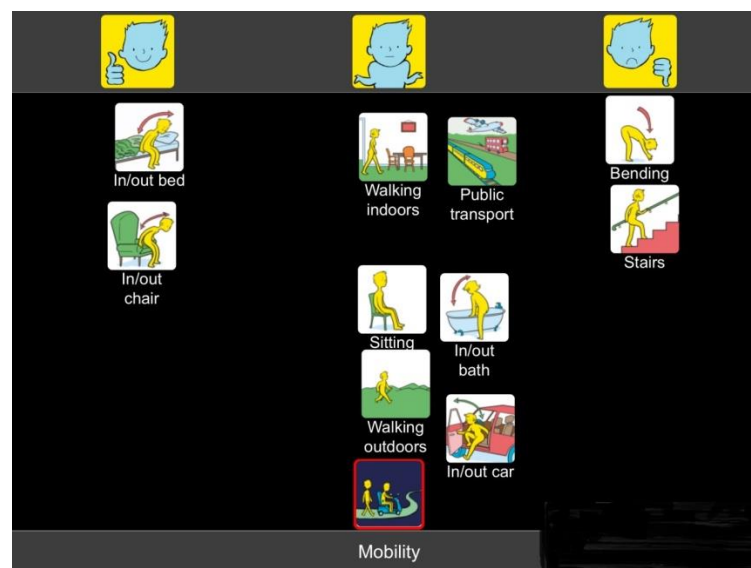 In/out bed
In/out
chair
Walking
indoors
Public
transport
Sitting
In/out
bath
Walking
outdoors
In/out car
Bending
Stairs
Mobility